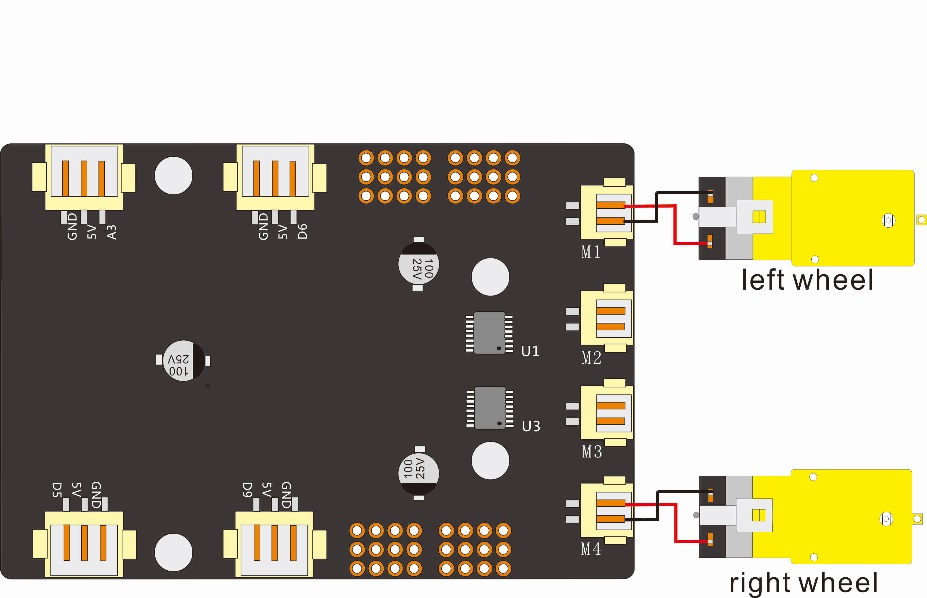 GND 5V A3
GND 5V D6
M1
left wheel
100
25V
U1
M2
100
25V
U3
M3
100
25V
D5 5V GND
D9 5V GND
M4
right wheel